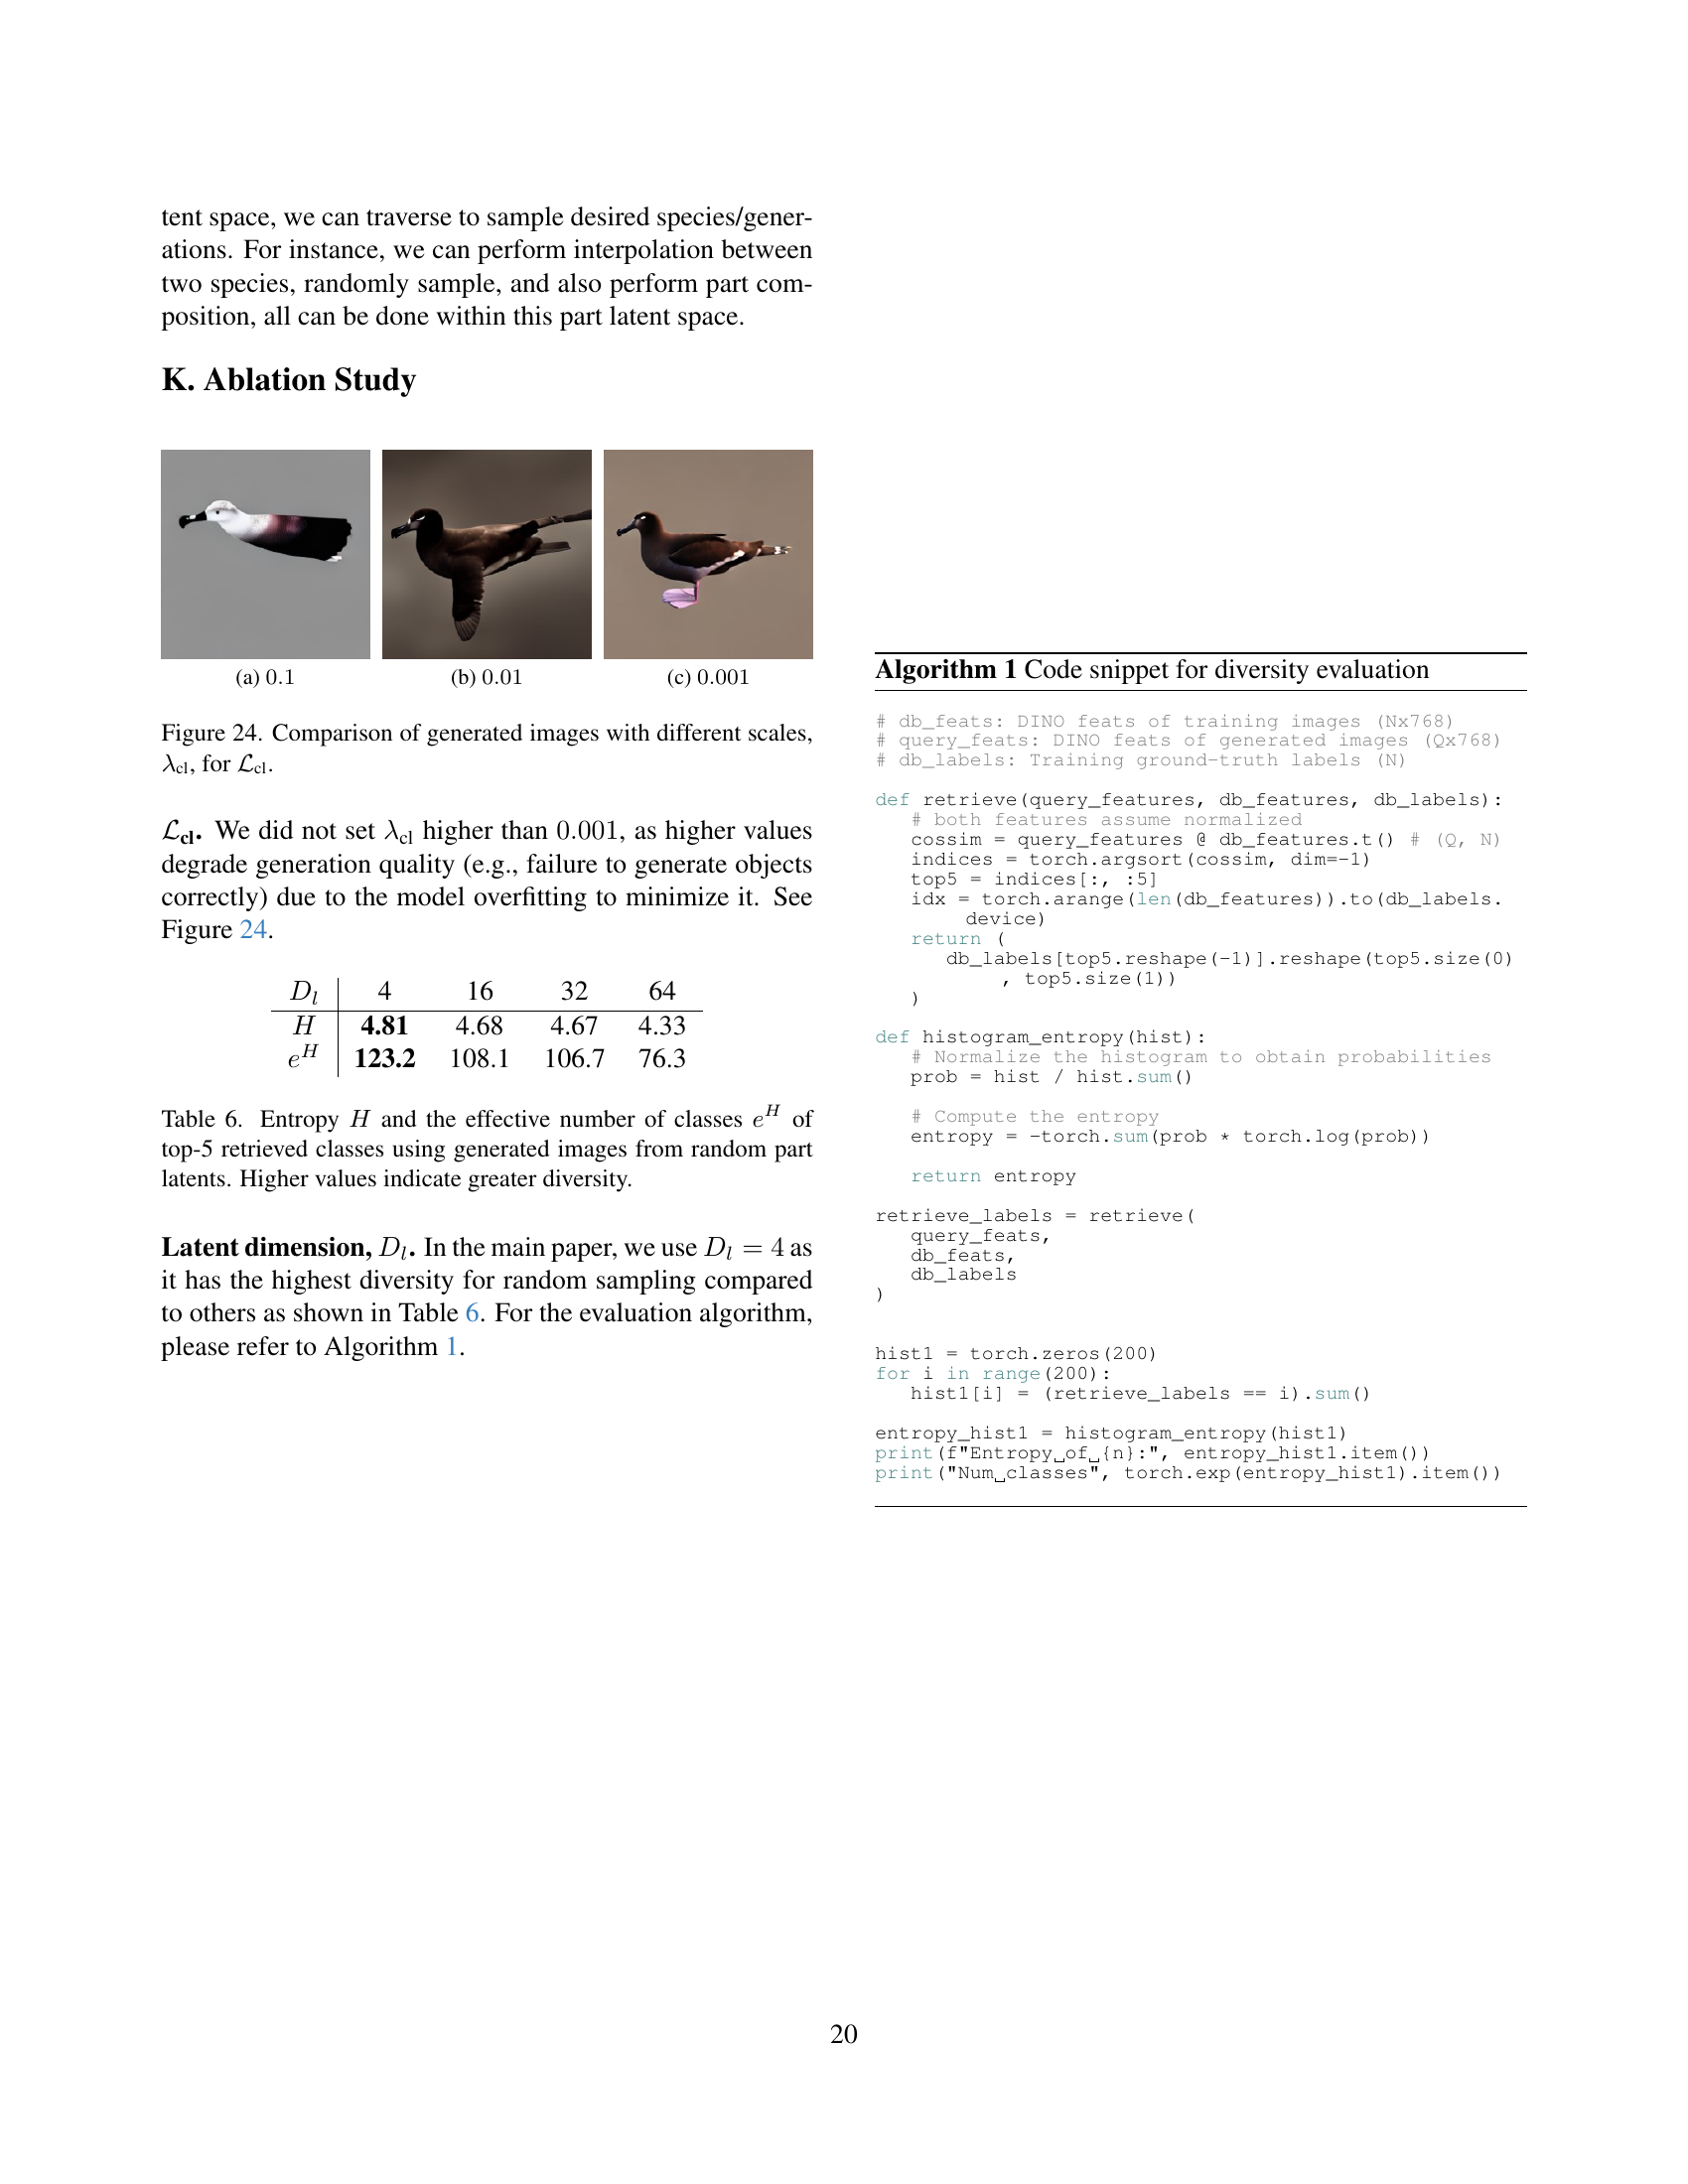 tent space, we can traverse to sample desired species/gener-
ations. For instance, we can perform interpolation between
two species, randomly sample, and also perform part com-
position, all can be done within this part latent space.
K. Ablation Study
(a) 0.1
(b) 0.01
(c) 0.001
Figure 24. Comparison of generated images with different scales,
λcl, for ℒcl.
ℒcl. We did not set λcl higher than 0.001, as higher values
degrade generation quality (e.g., failure to generate objects
correctly) due to the model overfitting to minimize it. See
Figure 24.
Dl 4 16 32 64
H 4.81 4.68 4.67 4.33
e^H 123.2 108.1 106.7 76.3
Table 6. Entropy H and the effective number of classes e^H of
top-5 retrieved classes using generated images from random part
latents. Higher values indicate greater diversity.
Latent dimension, Dl. In the main paper, we use Dl = 4 as
it has the highest diversity for random sampling compared
to others as shown in Table 6. For the evaluation algorithm,
please refer to Algorithm 1.
Algorithm 1 Code snippet for diversity evaluation
# db_feats: DINO feats of training images (Nx768)
# query_feats: DINO feats of generated images (Qx768)
# db_labels: Training ground-truth labels (N)
def retrieve(query_features, db_features, db_labels):
# both features assume normalized
cossim = query_features @ db_features.t() # (Q, N)
indices = torch.argsort(cossim, dim=-1)
top5 = indices[:, :5]
idx = torch.arange(len(db_features)).to(db_labels.
device)
return (
db_labels[top5.reshape(-1)].reshape(top5.size(0)
, top5.size(1))
)
def histogram_entropy(hist):
# Normalize the histogram to obtain probabilities
prob = hist / hist.sum()
# Compute the entropy
entropy = -torch.sum(prob * torch.log(prob))
return entropy
retrieve_labels = retrieve(
query_feats,
db_feats,
db_labels
)
hist1 = torch.zeros(200)
for i in range(200):
hist1[i] = (retrieve_labels == i).sum()
entropy_hist1 = histogram_entropy(hist1)
print(f"Entropy␣of␣{n}:", entropy_hist1.item())
print("Num␣classes", torch.exp(entropy_hist1).item())
20